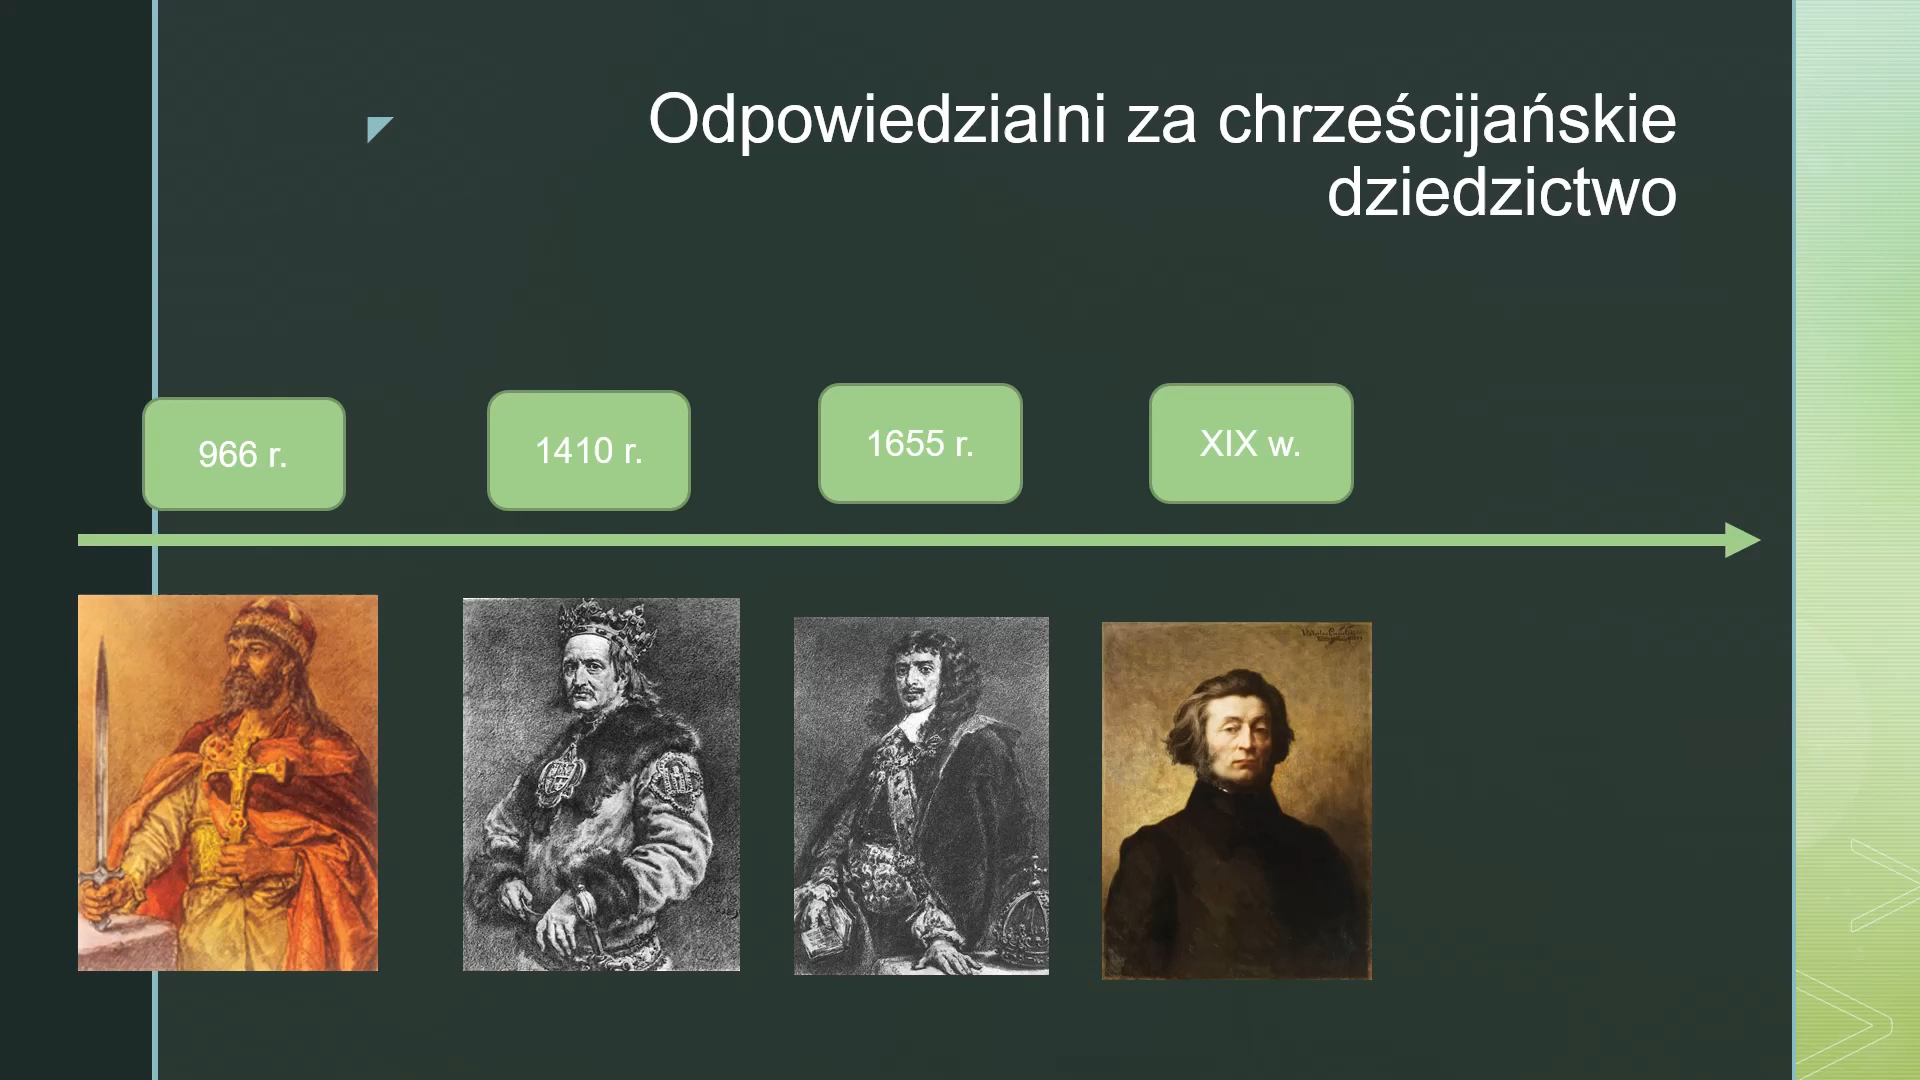 Odpowiedzialni za chrześcijańskie
dziedzictwo
966 r.
1410 r.
1655 r.
XIX w.